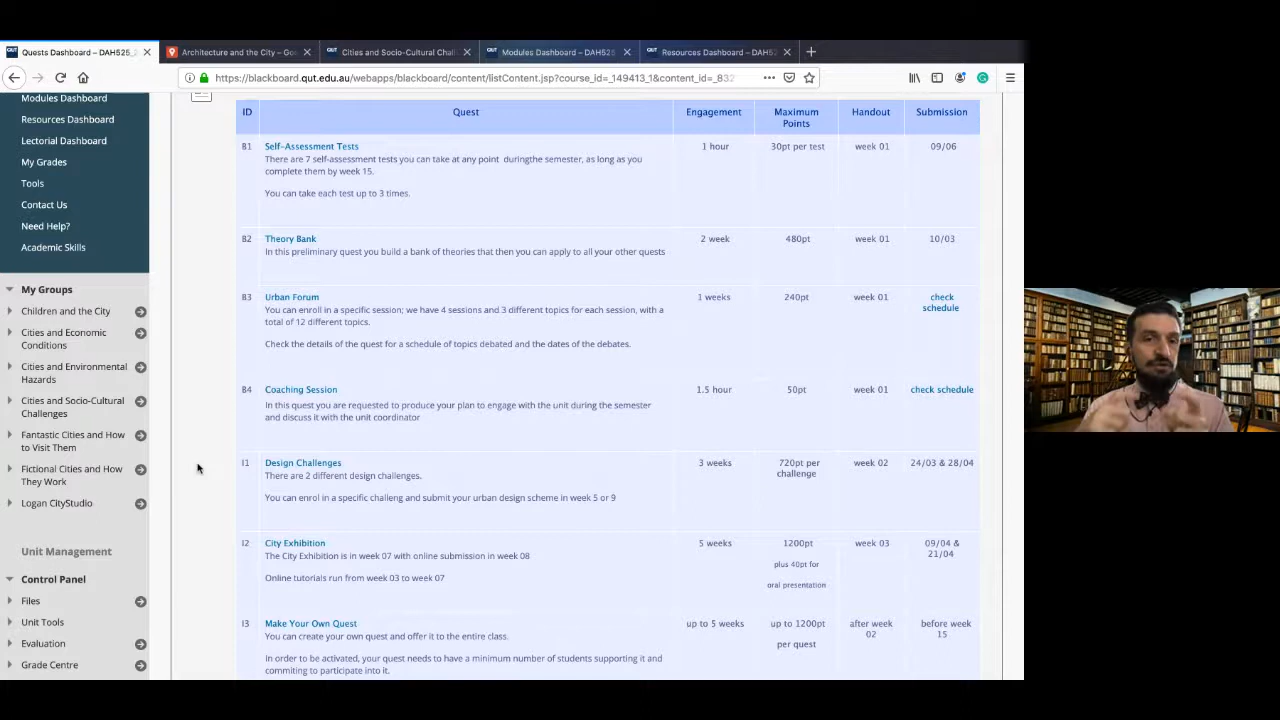 Quests Dashboard – DAH525_2
Architecture and the City – Goo
Cities and Socio-Cultural Chall
Modules Dashboard – DAH525
Resources Dashboard – DAH52
https://blackboard.qut.edu.au/webapps/blackboard/content/listContent.jsp?course_id=_149413_1&content_id=_832
Modules Dashboard
Resources Dashboard
Lectorial Dashboard
My Grades
Tools
Contact Us
Need Help?
Academic Skills
My Groups
Children and the City
Cities and Economic
Conditions
Cities and Environmental
Hazards
Cities and Socio-Cultural
Challenges
Fantastic Cities and How
to Visit Them
Fictional Cities and How
They Work
Logan CityStudio
Unit Management
Control Panel
Files
Unit Tools
Evaluation
Grade Centre
ID Quest Engagement Maximum Points Handout Submission
B1 Self-Assessment Tests 1 hour 30pt per test week 01 09/06
There are 7 self-assessment tests you can take at any point duringthe semester, as long as you
complete them by week 15.
You can take each test up to 3 times.
B2 Theory Bank 2 week 480pt week 01 10/03
In this preliminary quest you build a bank of theories that then you can apply to all your other quests
B3 Urban Forum 1 weeks 240pt week 01 check schedule
You can enroll in a specific session; we have 4 sessions and 3 different topics for each session, with a
total of 12 different topics.
Check the details of the quest for a schedule of topics debated and the dates of the debates.
B4 Coaching Session 1.5 hour 50pt week 01 check schedule
In this quest you are requested to produce your plan to engage with the unit during the semester
and discuss it with the unit coordinator
I1 Design Challenges 3 weeks 720pt per challenge week 02 24/03 & 28/04
There are 2 different design challenges.
You can enrol in a specific challeng and submit your urban design scheme in week 5 or 9
I2 City Exhibition 5 weeks 1200pt week 03 09/04 & 21/04
The City Exhibition is in week 07 with online submission in week 08
plus 40pt for
Online tutorials run from week 03 to week 07
oral presentation
I3 Make Your Own Quest up to 5 weeks up to 1200pt after week 02 before week 15
You can create your own quest and offer it to the entire class.
per quest
In order to be activated, your quest needs to have a minimum number of students supporting it and
commiting to participate into it.